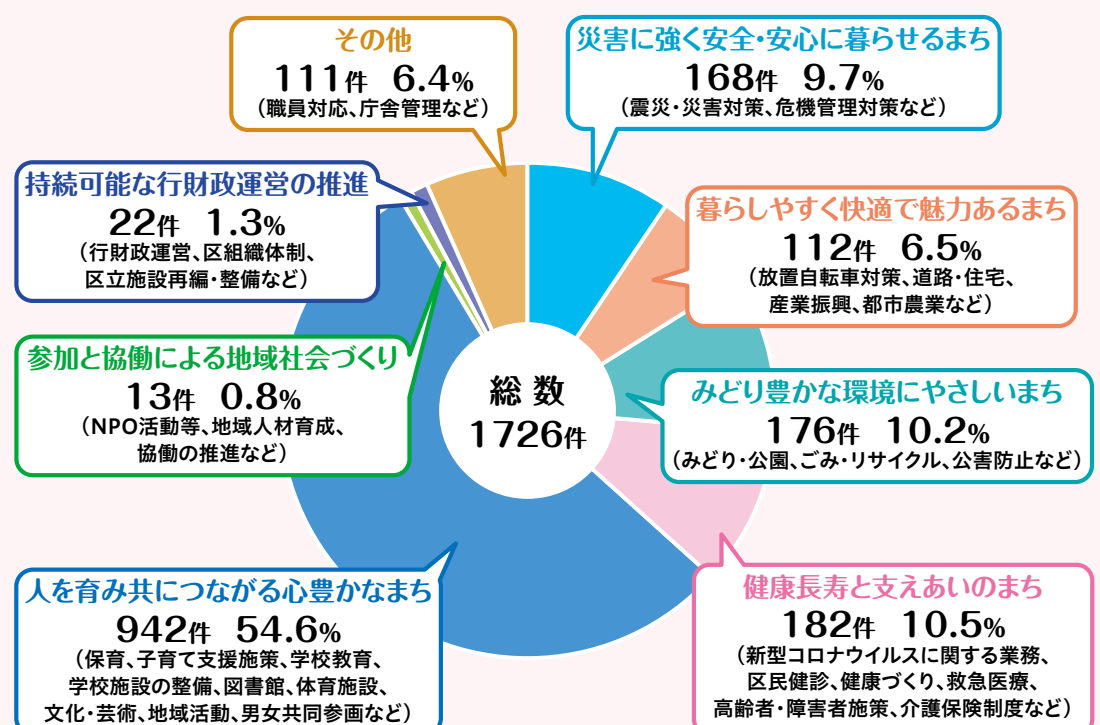 その他
111件 6.4%
(職員対応、庁舎管理など)
災害に強く安全・安心に暮らせるまち
168件 9.7%
(震災・災害対策、危機管理対策など)
持続可能な行財政運営の推進
22件 1.3%
(行財政運営、区組織体制、
区立施設再編・整備など)
暮らしやすく快適で魅力あるまち
112件 6.5%
(放置自転車対策、道路・住宅、
産業振興、都市農業など)
参加と協働による地域社会づくり
13件 0.8%
(NPO活動等、地域人材育成、
協働の推進など)
総数
1726件
みどり豊かな環境にやさしいまち
176件 10.2%
(みどり・公園、ごみ・リサイクル、公害防止など)
人を育み共につながる心豊かなまち
942件 54.6%
(保育、子育て支援施策、学校教育、
学校施設の整備、図書館、体育施設、
文化・芸術、地域活動、男女共同参画など)
健康長寿と支えあいのまち
182件 10.5%
(新型コロナウイルスに関する業務、
区民健診、健康づくり、救急医療、
高齢者・障害者施策、介護保険制度など)